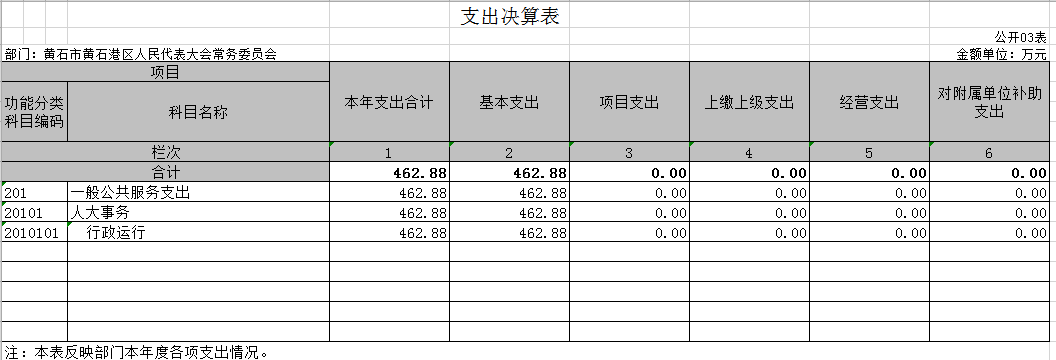 支出决算表
公开03表
部门：黄石市黄石港区人民代表大会常务委员会 金额单位：万元
项目 本年支出合计 基本支出 项目支出 上缴上级支出 经营支出 对附属单位补助
支出
功能分类
科目编码 科目名称
栏次 1 2 3 4 5 6
合计 462.88 462.88 0.00 0.00 0.00 0.00
201 一般公共服务支出 462.88 462.88 0.00 0.00 0.00 0.00
20101 人大事务 462.88 462.88 0.00 0.00 0.00 0.00
2010101 行政运行 462.88 462.88 0.00 0.00 0.00 0.00
注：本表反映部门本年度各项支出情况。